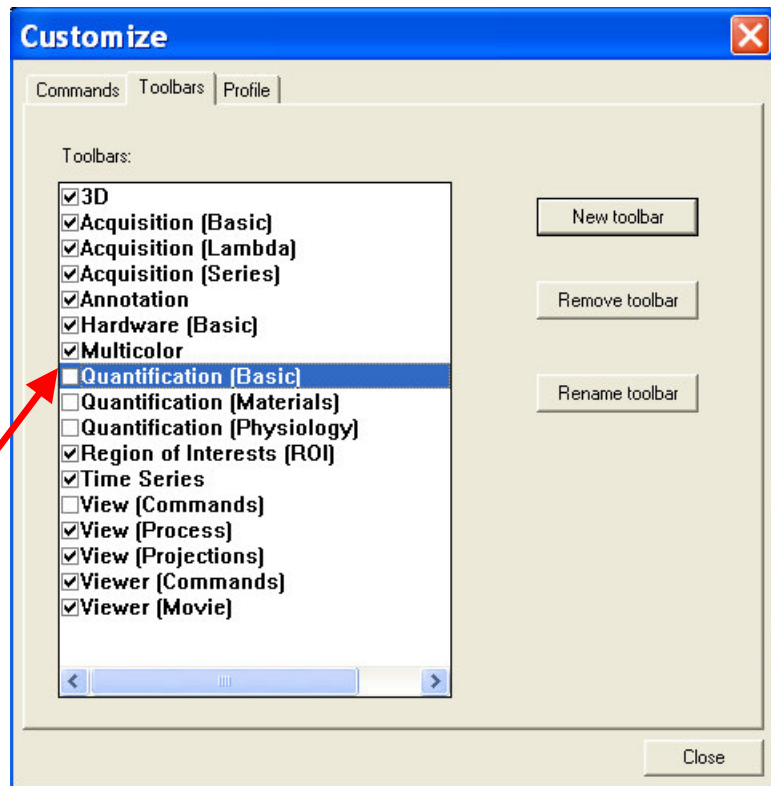 Customize
Commands Toolbars Profile
Toolbars:
3D
Acquisition (Basic)
Acquisition (Lambda)
Acquisition (Series)
Annotation
Hardware (Basic)
Multicolor
Quantification (Basic)
Quantification (Materials)
Quantification (Physiology)
Region of Interests (ROI)
Time Series
View (Commands)
View (Process)
View (Projections)
Viewer (Commands)
Viewer (Movie)
New toolbar
Remove toolbar
Rename toolbar
Close